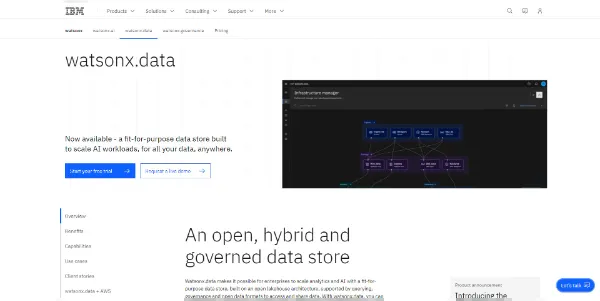 IBM
Products Solutions Consulting Support More
watsonx watsonx.ai watsonx.data watsonx.governance Pricing
watsonx.data
Infrastructure manager
Now available - a fit-for-purpose data store built
to scale AI workloads, for all your data, anywhere.
Start your free trial
Request a live demo
Overview
Benefits
Capabilities
Use cases
Client stories
watsonx.data + AWS
An open, hybrid and
governed data store
Watsonx.data makes it possible for enterprises to scale analytics and AI with a fit-for-
purpose data store, built on an open lakehouse architecture, supported by querying,
governance and open data formats to access and share data. With watsonx.data, you can
Product announcement
Introducing the
Let's talk